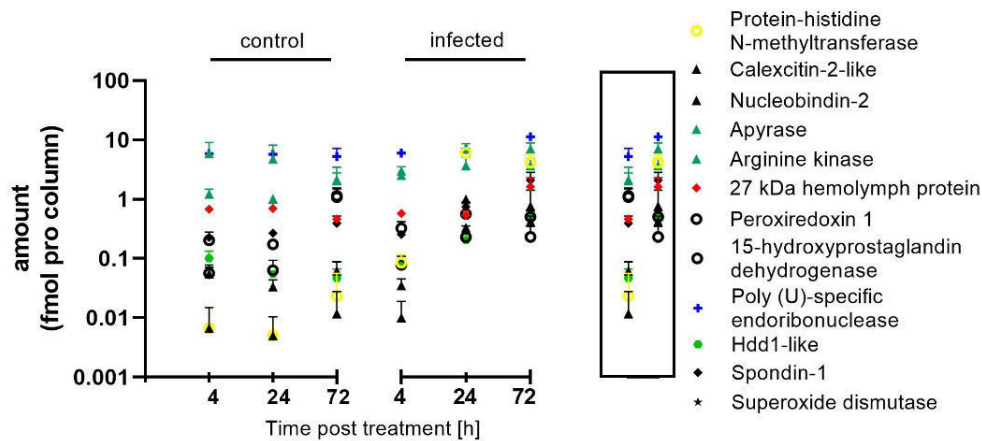 control
infected
100
10
1
0.1
0.01
0.001
amount
(fmol pro column)
4
24
72
4
24
72
Time post treatment [h]
Protein-histidine
N-methyltransferase
Calexcitin-2-like
Nucleobindin-2
Apyrase
Arginine kinase
27 kDa hemolymph protein
Peroxiredoxin 1
15-hydroxyprostaglandin
dehydrogenase
Poly (U)-specific
endoribonuclease
Hdd1-like
Spondin-1
Superoxide dismutase